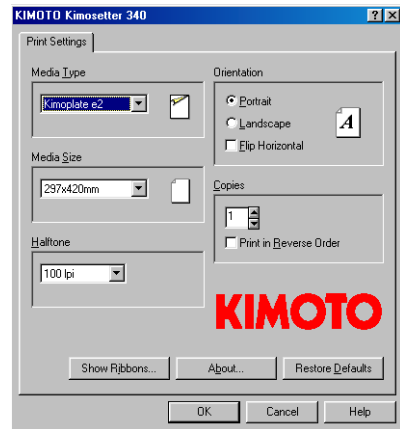 KIMOTO Kimosetter 340
Print Settings
Media Type
Kimoplate e2
Media Size
297x420mm
Halftone
100 lpi
Orientation
Portrait
Landscape
Flip Horizontal
A
Copies
1
Print in Reverse Order
KIMOTO
Show Ribbons... About... Restore Defaults
OK Cancel Help